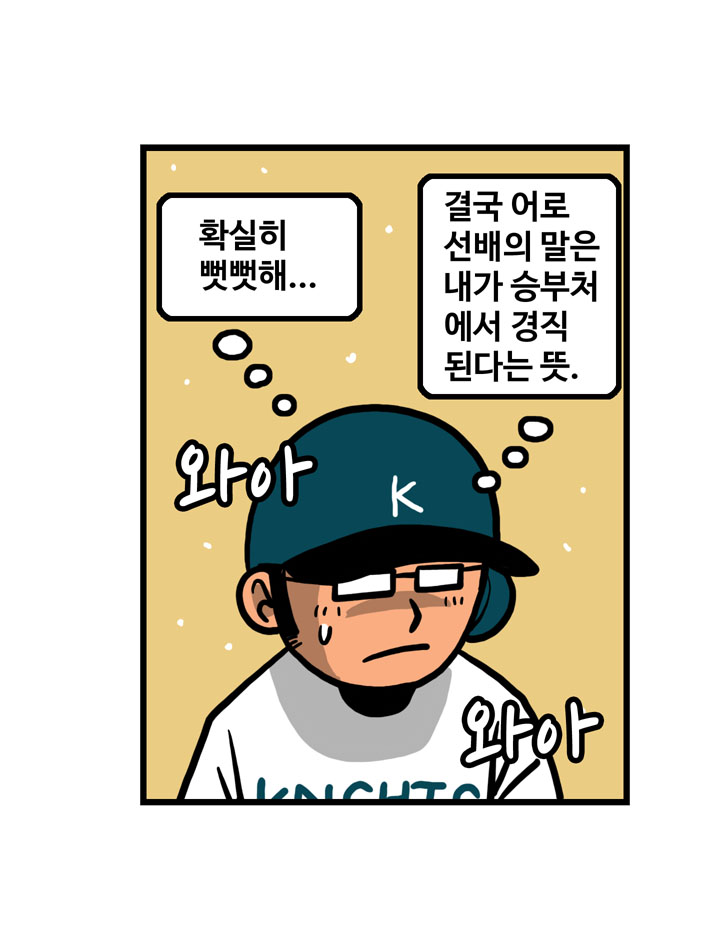 확실히
뻣뻣해...
결국 어로
선배의 말은
내가 승부처
에서 경직
된다는 뜻.
와아
K
와아
KNIGHTS